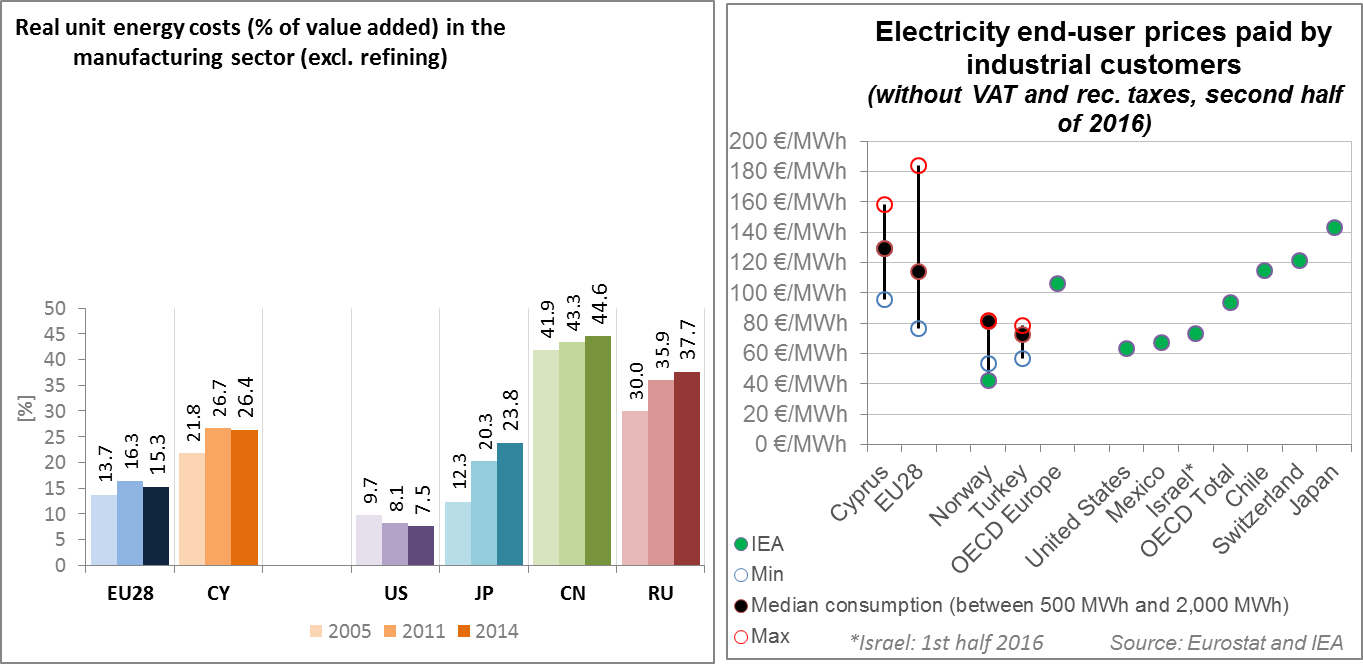 Real unit energy costs (% of value added) in the
manufacturing sector (excl. refining)
50
45
40
35
30
25
20
15
10
5
0
[%]
13.7
16.3
15.3
21.8
26.7
26.4
9.7
8.1
7.5
12.3
20.3
23.8
41.9
43.3
44.6
30.0
35.9
37.7
EU28 CY US JP CN RU
2005 2011 2014
Electricity end-user prices paid by
industrial customers
(without VAT and rec. taxes, second half
of 2016)
200 €/MWh
180 €/MWh
160 €/MWh
140 €/MWh
120 €/MWh
100 €/MWh
80 €/MWh
60 €/MWh
40 €/MWh
20 €/MWh
0 €/MWh
Cyprus
EU28
Norway
Turkey
OECD Europe
United States
Mexico
Israel*
OECD Total
Chile
Switzerland
Japan
IEA
Min
Median consumption (between 500 MWh and 2,000 MWh)
Max
*Israel: 1st half 2016
Source: Eurostat and IEA